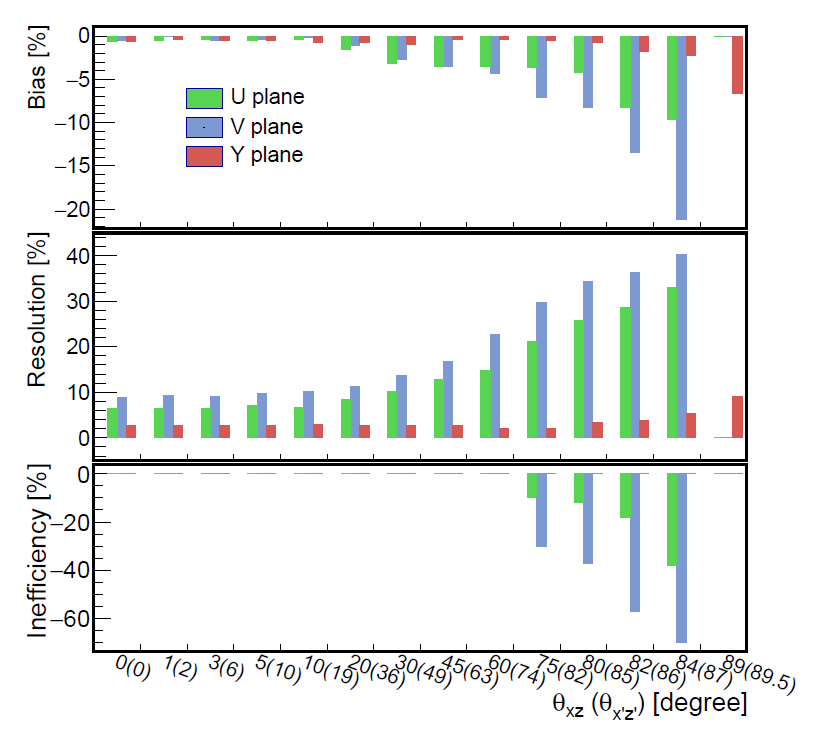 Bias [%]
0
−5
−10
−15
−20
U plane
V plane
Y plane
Resolution [%]
40
30
20
10
0
Inefficiency [%]
0
−20
−40
−60
0(0) 1(2) 3(6) 5(10) 10(19) 20(36) 30(49) 45(63) 60(74) 75(82) 80(85) 82(86) 84(87) 89(89.5)
θxz (θx'z') [degree]